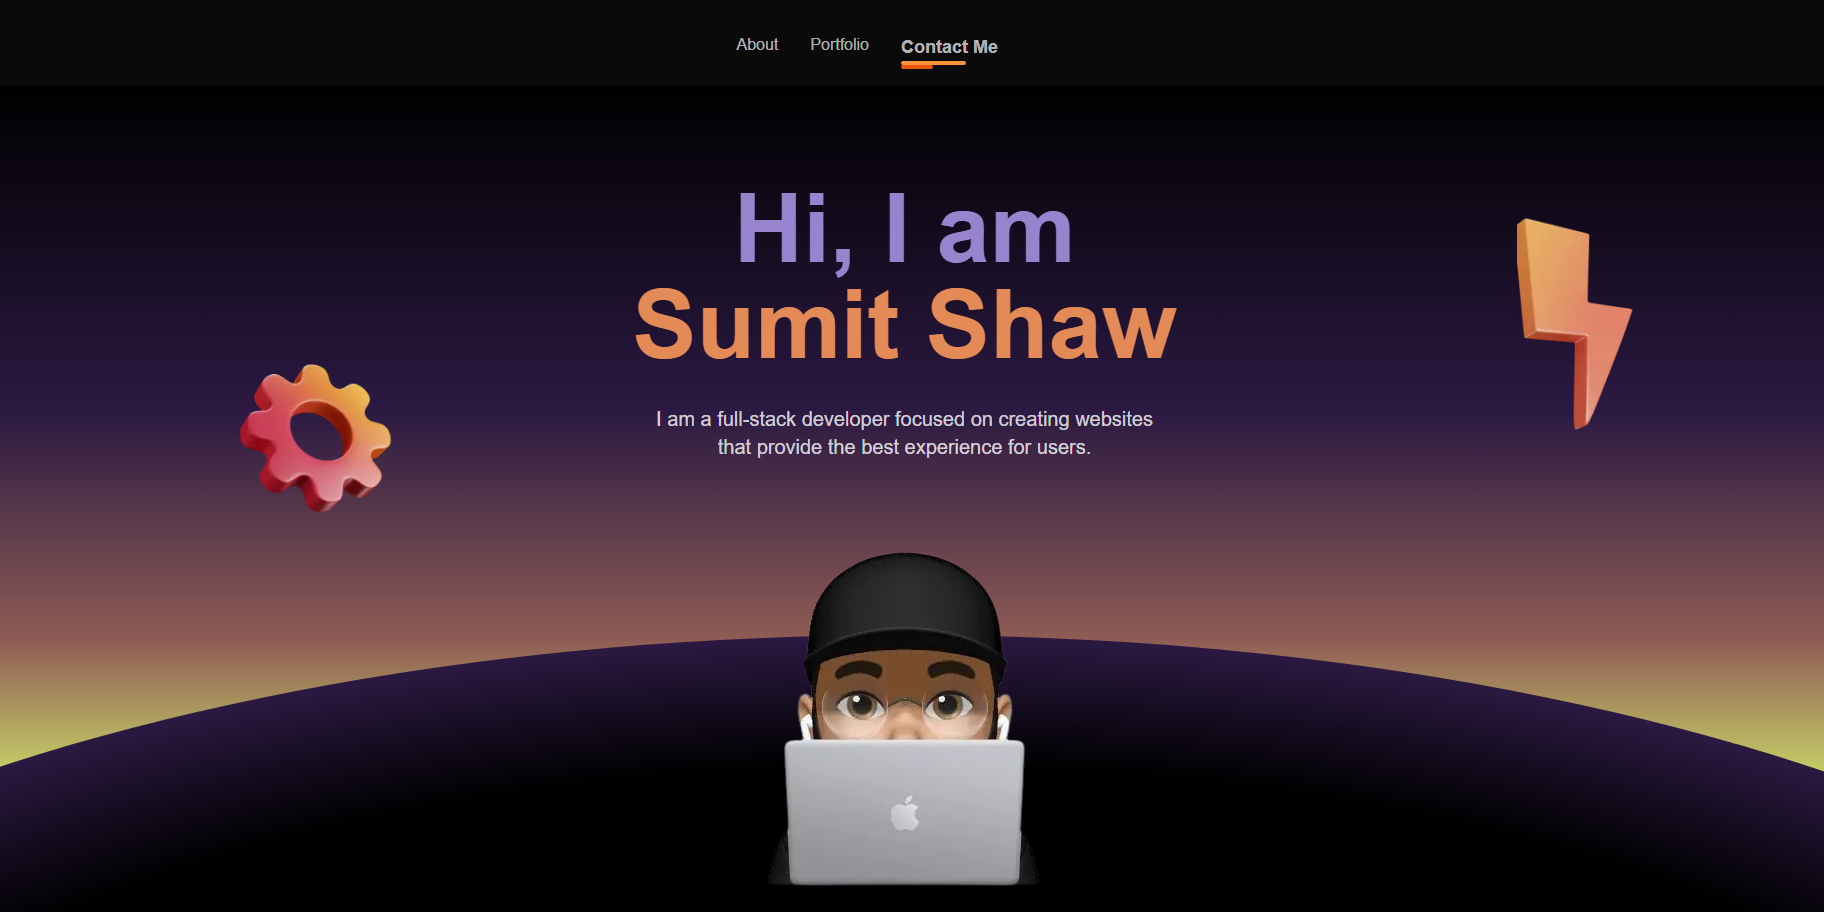 About Portfolio Contact Me
Hi, I am
Sumit Shaw
I am a full-stack developer focused on creating websites
that provide the best experience for users.